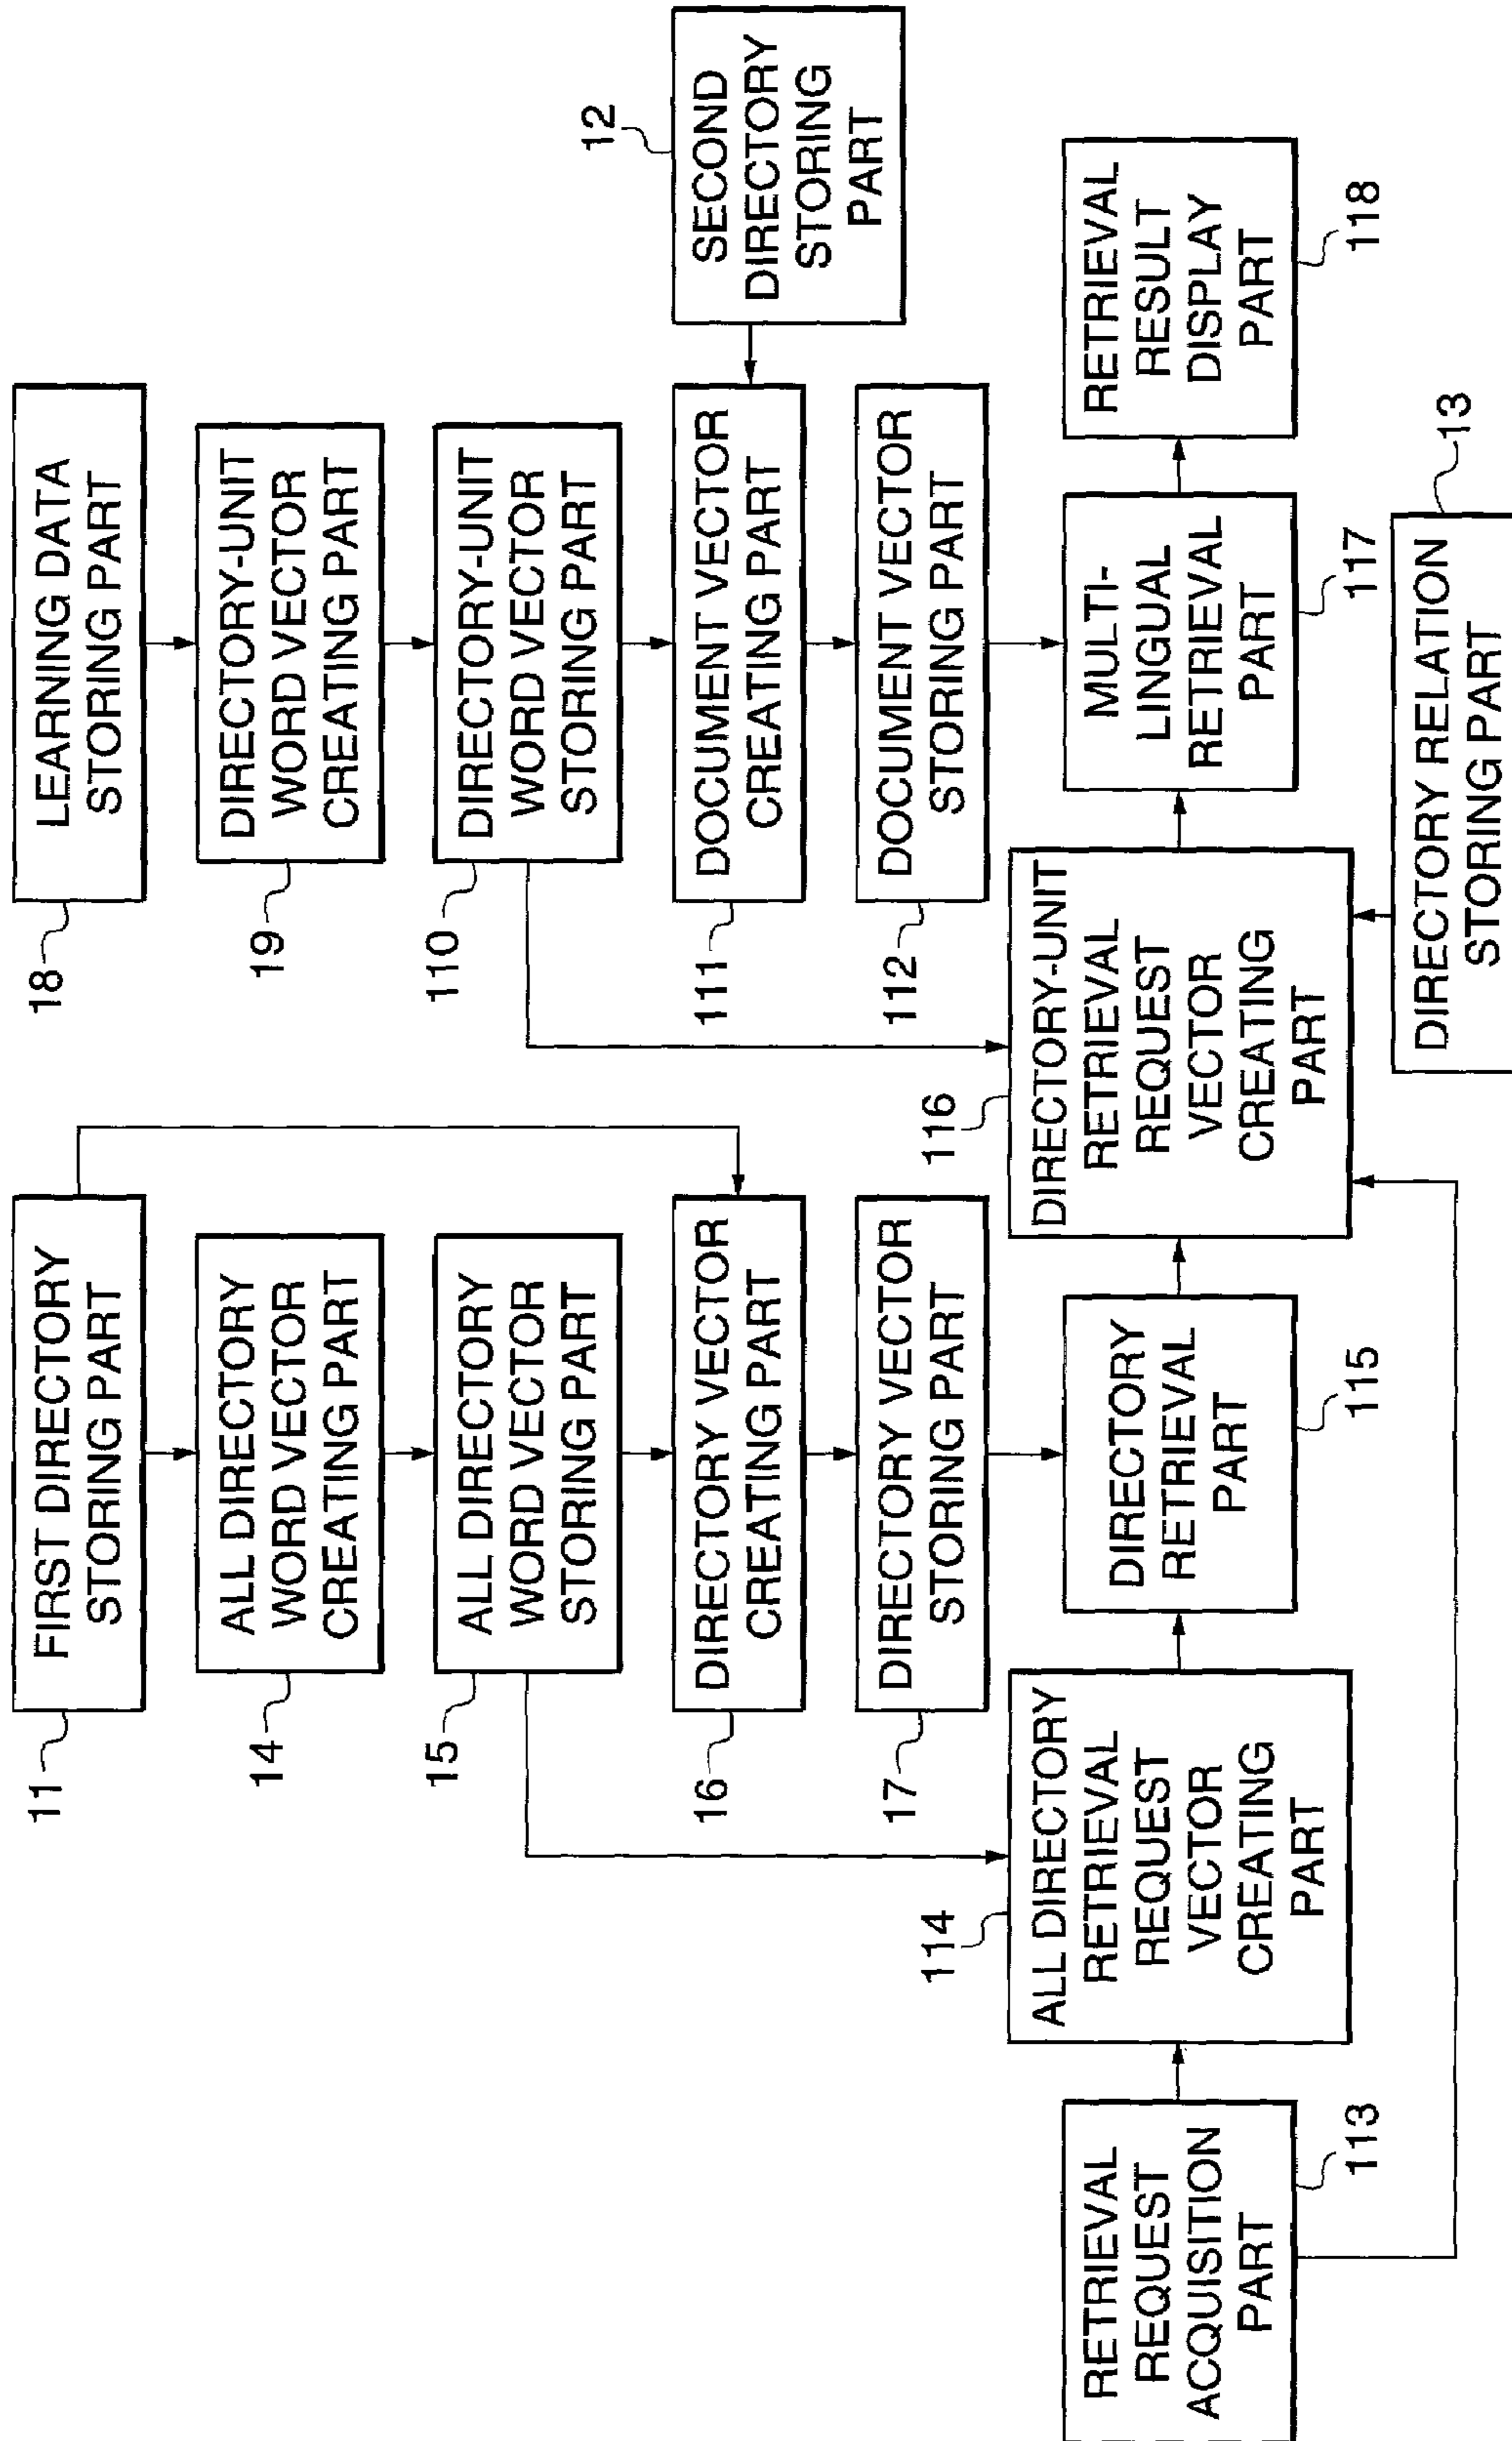 FIRST DIRECTORY
STORING PART
11
ALL DIRECTORY
WORD VECTOR
CREATING PART
14
ALL DIRECTORY
WORD VECTOR
STORING PART
15
DIRECTORY VECTOR
CREATING PART
16
DIRECTORY VECTOR
STORING PART
17
LEARNING DATA
STORING PART
18
DIRECTORY-UNIT
WORD VECTOR
CREATING PART
19
DIRECTORY-UNIT
WORD VECTOR
STORING PART
110
DOCUMENT VECTOR
CREATING PART
111
DOCUMENT VECTOR
STORING PART
112
12
SECOND
DIRECTORY
STORING
PART
RETRIEVAL
REQUEST
ACQUISITION
PART
113
114
ALL DIRECTORY
RETRIEVAL
REQUEST
VECTOR
CREATING
PART
DIRECTORY
RETRIEVAL
PART
115
116
DIRECTORY-UNIT
RETRIEVAL
REQUEST
VECTOR
CREATING
PART
MULTI-
LINGUAL
RETRIEVAL
PART
117
RETRIEVAL
RESULT
DISPLAY
PART
118
13
DIRECTORY RELATION
STORING PART